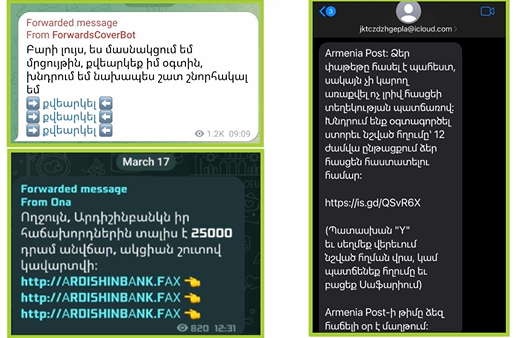 Forwarded message
From ForwardsCoverBot
Բարի լույս, ես մասնակցում եմ
մրցույթին, քվեարկեք իմ օգտին,
խնդրում եմ նախապես շատ շնորհակալ
եմ
➡️ քվեարկել ⬅️
➡️ քվեարկել ⬅️
➡️ քվեարկել ⬅️
1.2K 09:09
March 17
Forwarded message
From Ona
Ողջույն, Արդիշինբանկն իր
հաճախորդներին տալիս է 25000
դրամ անվճար, ակցիան շուտով
կավարտվի:
http://ARDISHINBANK.FAX 👈
http://ARDISHINBANK.FAX 👈
http://ARDISHINBANK.FAX 👈
820 12:31
3
jktczdzhgepla@icloud.com
Armenia Post: Ձեր
փաթեթը հասել է պահեստ,
սակայն չի կարող
առաքվել ոչ լրիվ հասցեի
տեղեկության պատճառով:
Խնդրում ենք օգտագործել
ստորեւ նշված հղումը՝ 12
ժամվա ընթացքում ձեր
հասցեն հաստատելու
համար:
https://is.gd/QSvR6X
(Պատասխան "Y"
եւ սեղմեք վերեւում
նշված հղման վրա, կամ
պատճենեք հղումը եւ
բացեք Սաֆարիում)
Armenia Post-ի թիմը ձեզ
հաճելի օր է մաղթում: